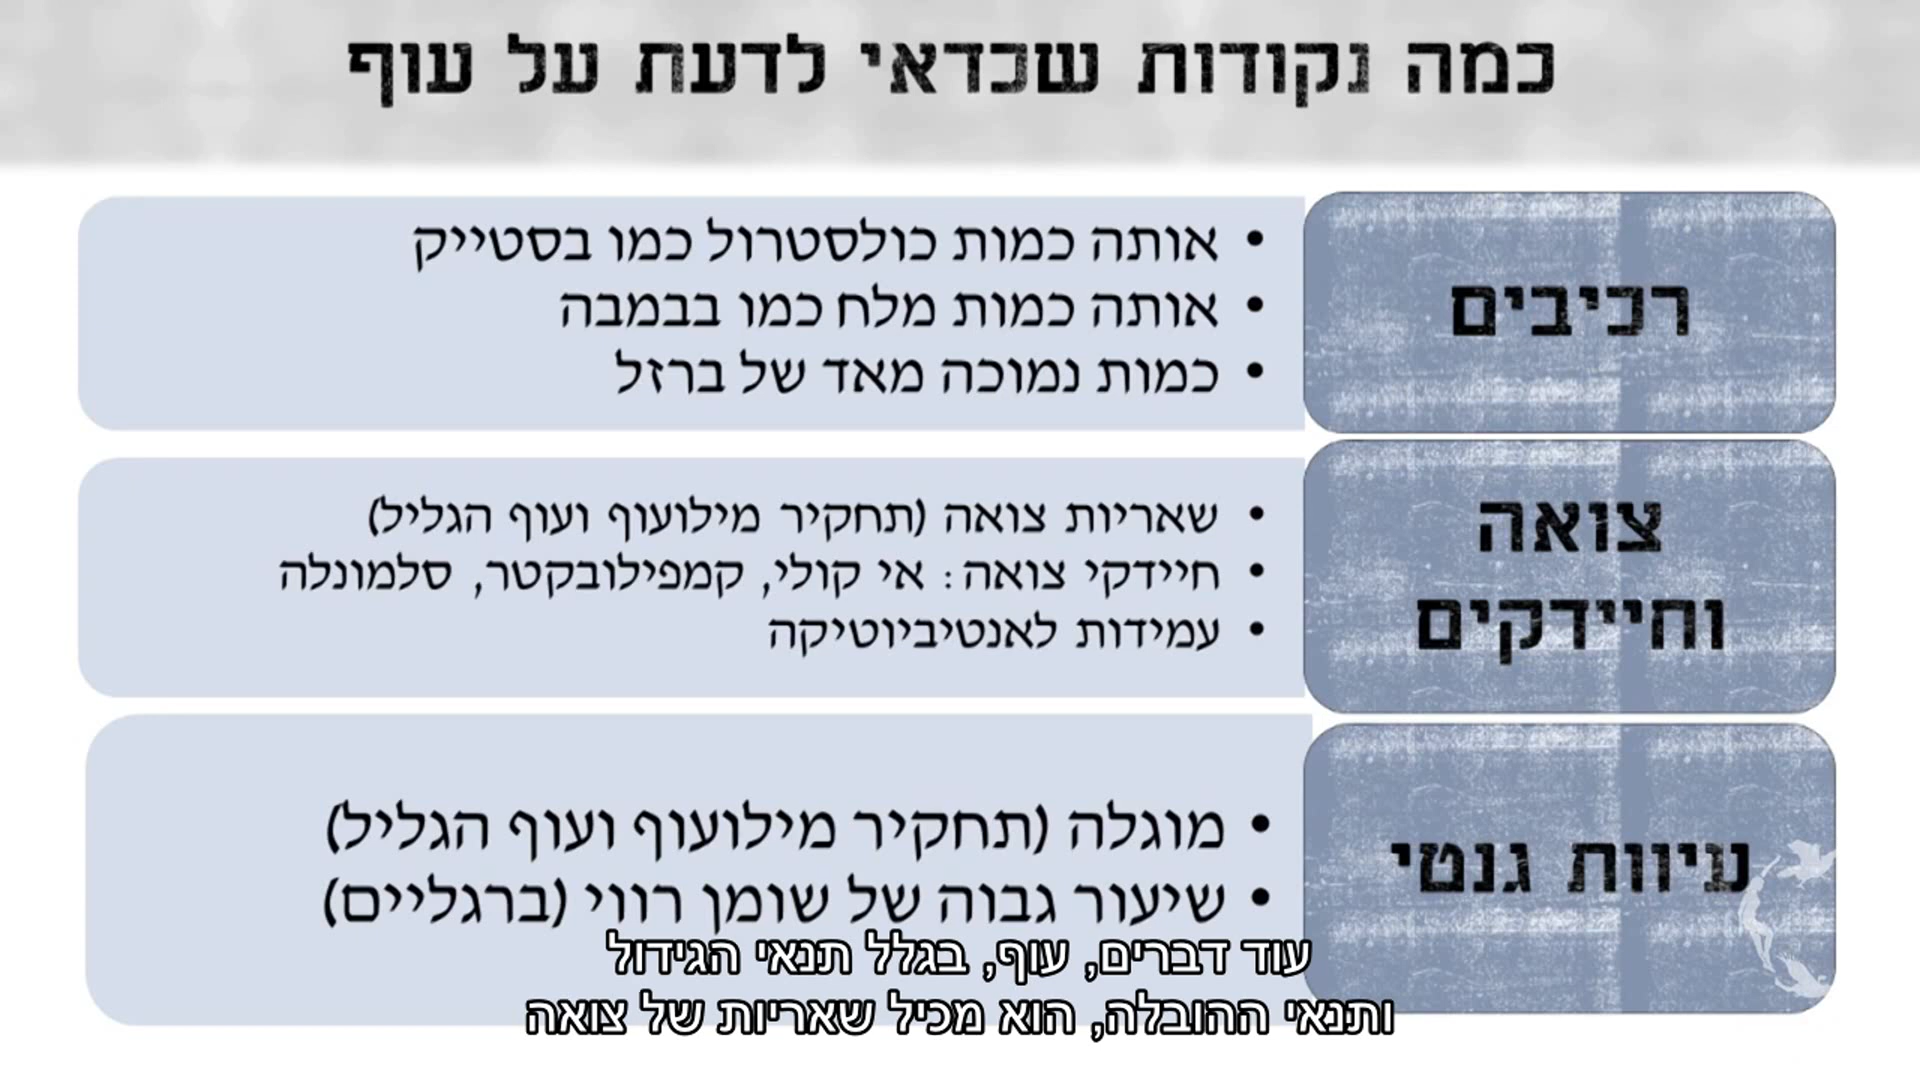 כמה נקודות שכדאי לדעת על עוף
רכיבים
• אותה כמות כולסטרול כמו בסטייק
• אותה כמות מלח כמו בבמבה
• כמות נמוכה מאד של ברזל
צואה
וחיידקים
• שאריות צואה (תחקיר מילועוף ועוף הגליל)
• חיידקי צואה: אי קולי, קמפילובקטר, סלמונלה
• עמידות לאנטיביוטיקה
עיוות גנטי
• מוגלה (תחקיר מילועוף ועוף הגליל)
• שיעור גבוה של שומן רווי (ברגליים)
עוד דברים, עוף, בגלל תנאי הגידול
ותנאי ההובלה, הוא מכיל שאריות של צואה